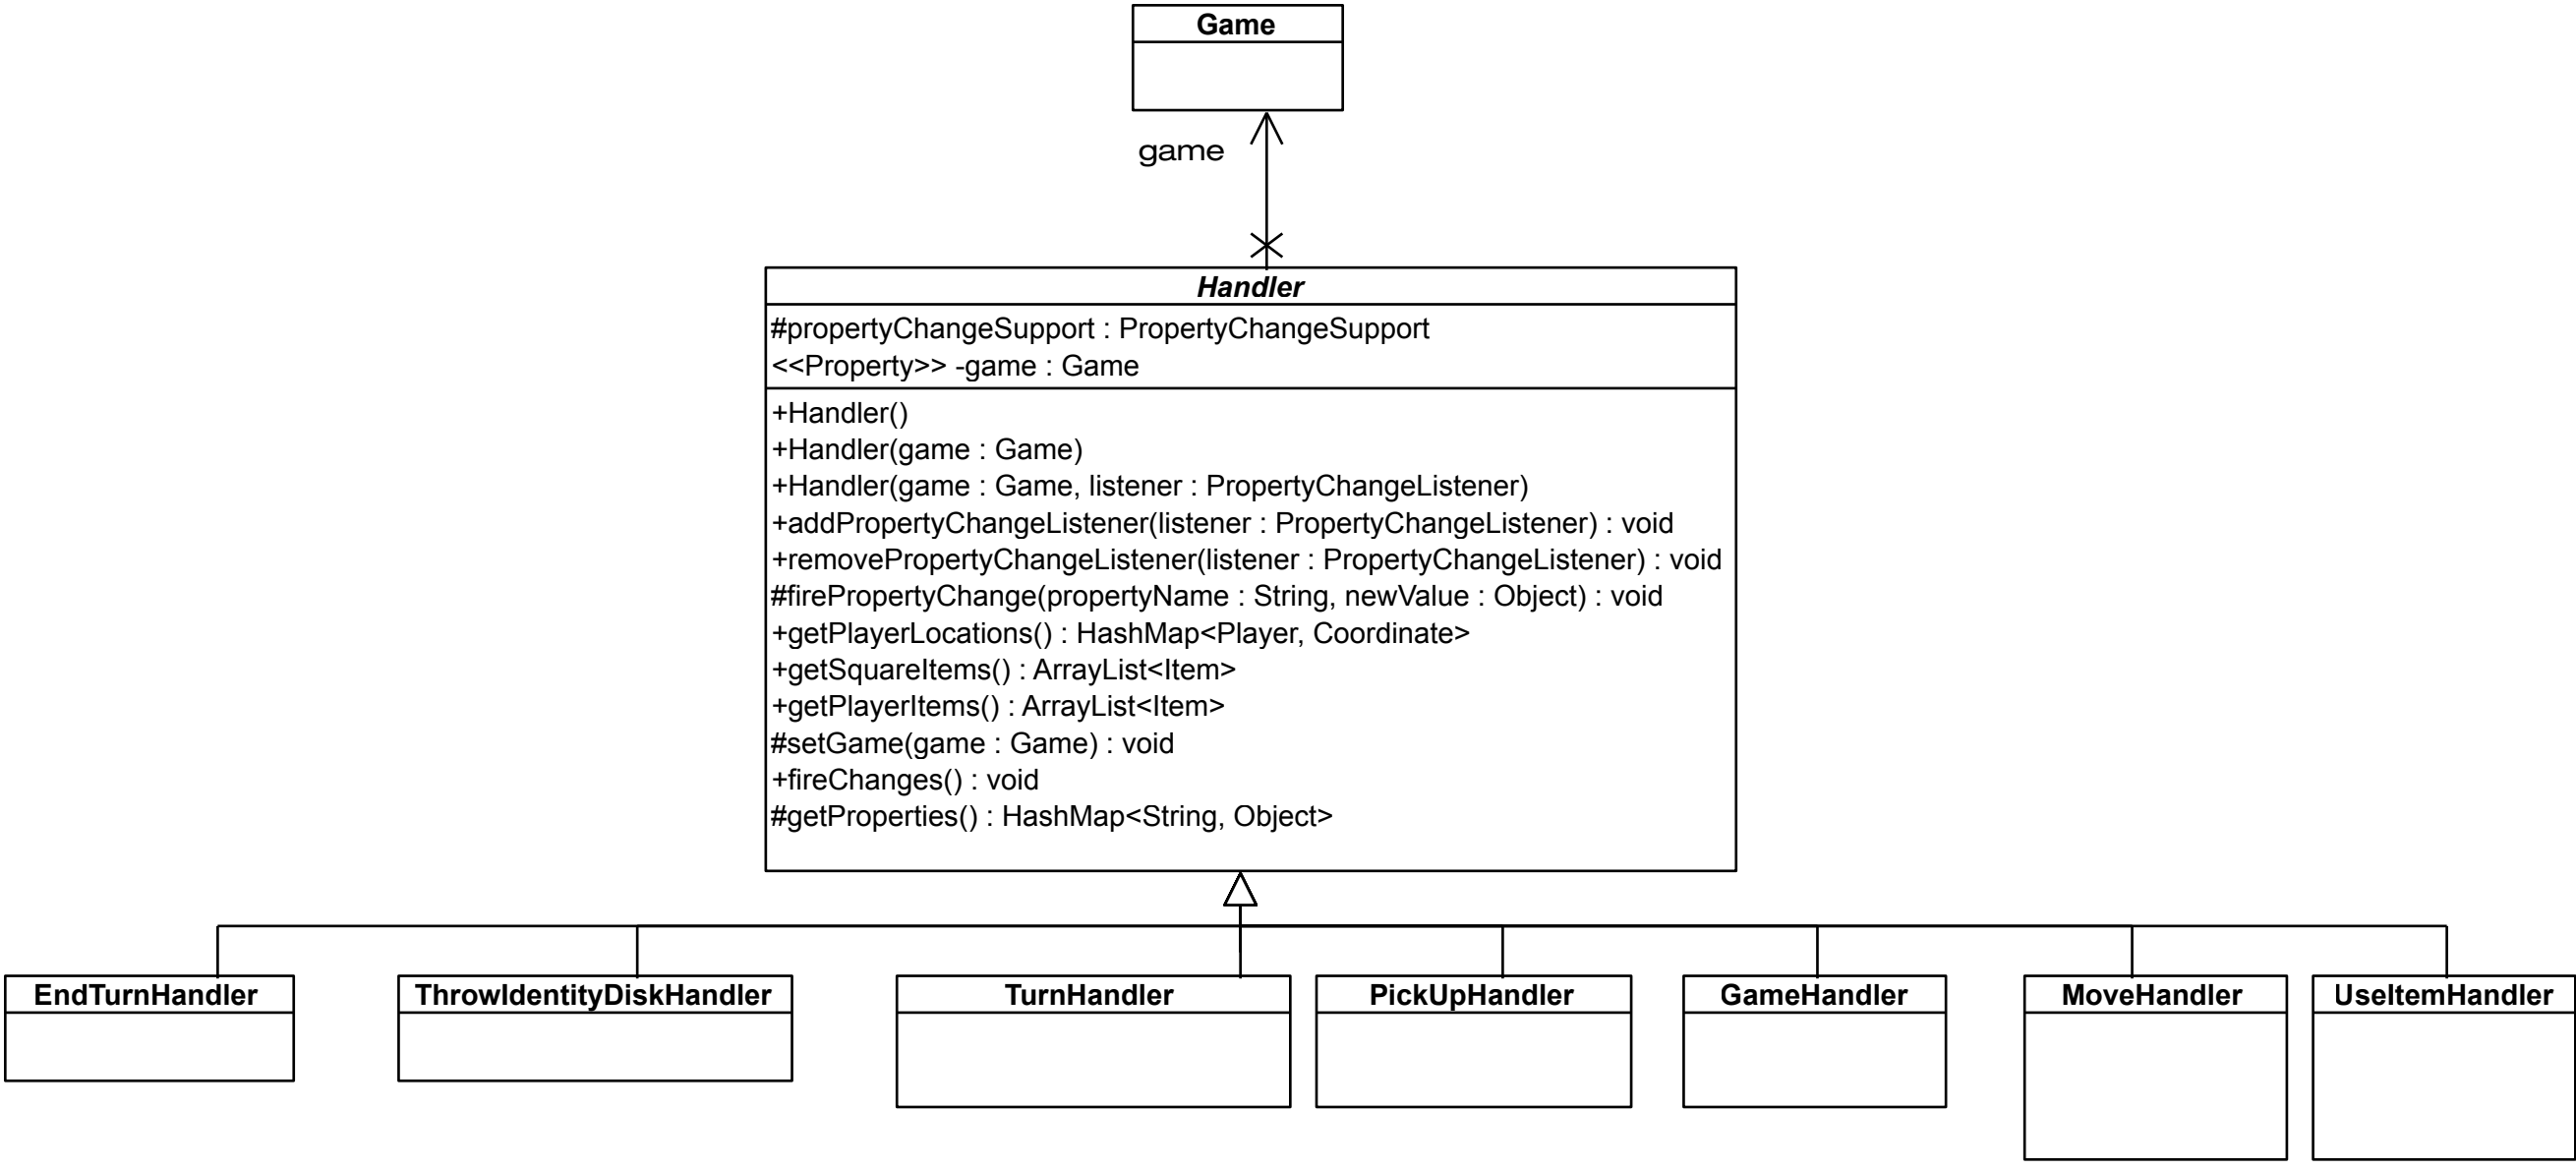 Game
game
Handler
#propertyChangeSupport : PropertyChangeSupport
<<Property>> -game : Game
+Handler()
+Handler(game : Game)
+Handler(game : Game, listener : PropertyChangeListener)
+addPropertyChangeListener(listener : PropertyChangeListener) : void
+removePropertyChangeListener(listener : PropertyChangeListener) : void
#firePropertyChange(propertyName : String, newValue : Object) : void
+getPlayerLocations() : HashMap<Player, Coordinate>
+getSquareItems() : ArrayList<Item>
+getPlayerItems() : ArrayList<Item>
#setGame(game : Game) : void
+fireChanges() : void
#getProperties() : HashMap<String, Object>
EndTurnHandler
ThrowIdentityDiskHandler
TurnHandler
PickUpHandler
GameHandler
MoveHandler
UseItemHandler